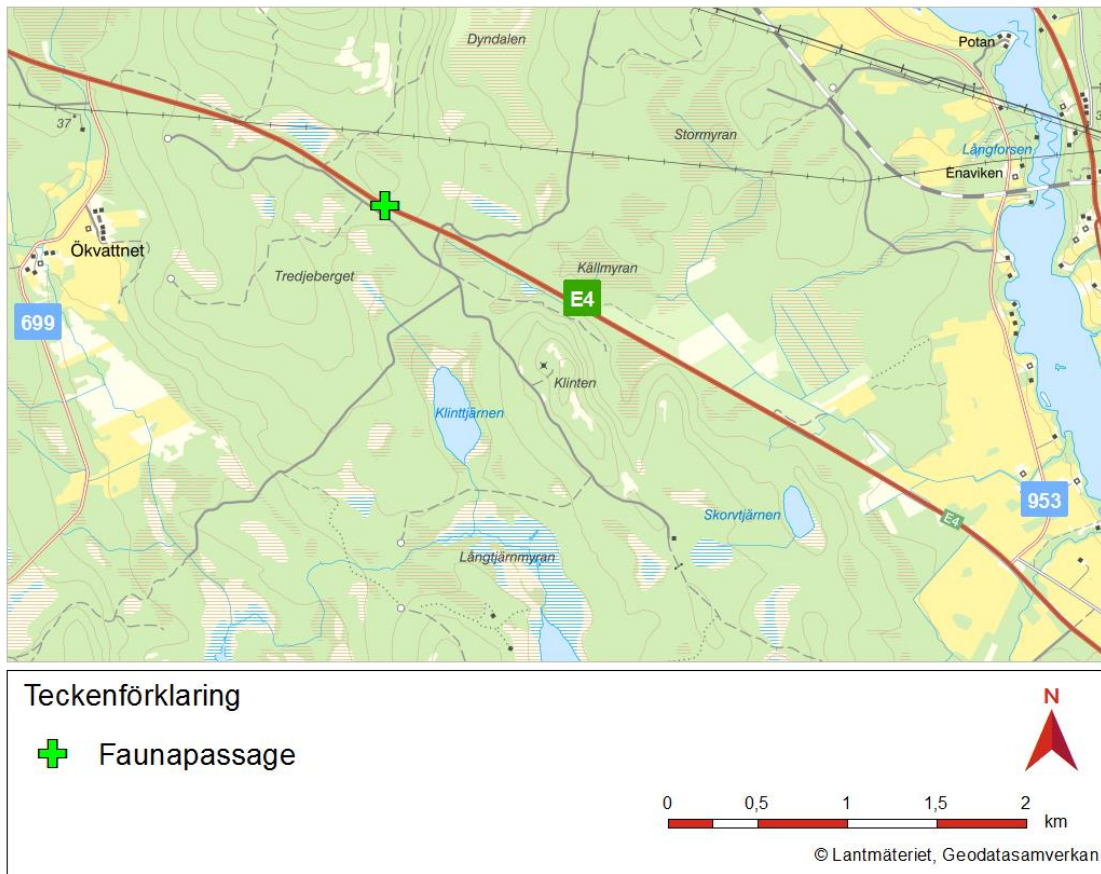 Dyndalen
Potan
37
Stormyran
Långforsen
Enaviken
Ökvattnet
Tredjeberget
Källmyran
E4
699
Klinten
Klinttjärnen
953
Skorvtjärnen
E4
Långtjärnmyran
Teckenförklaring
N
Faunapassage
0 0,5 1 1,5 2
km
© Lantmäteriet, Geodatasamverkan